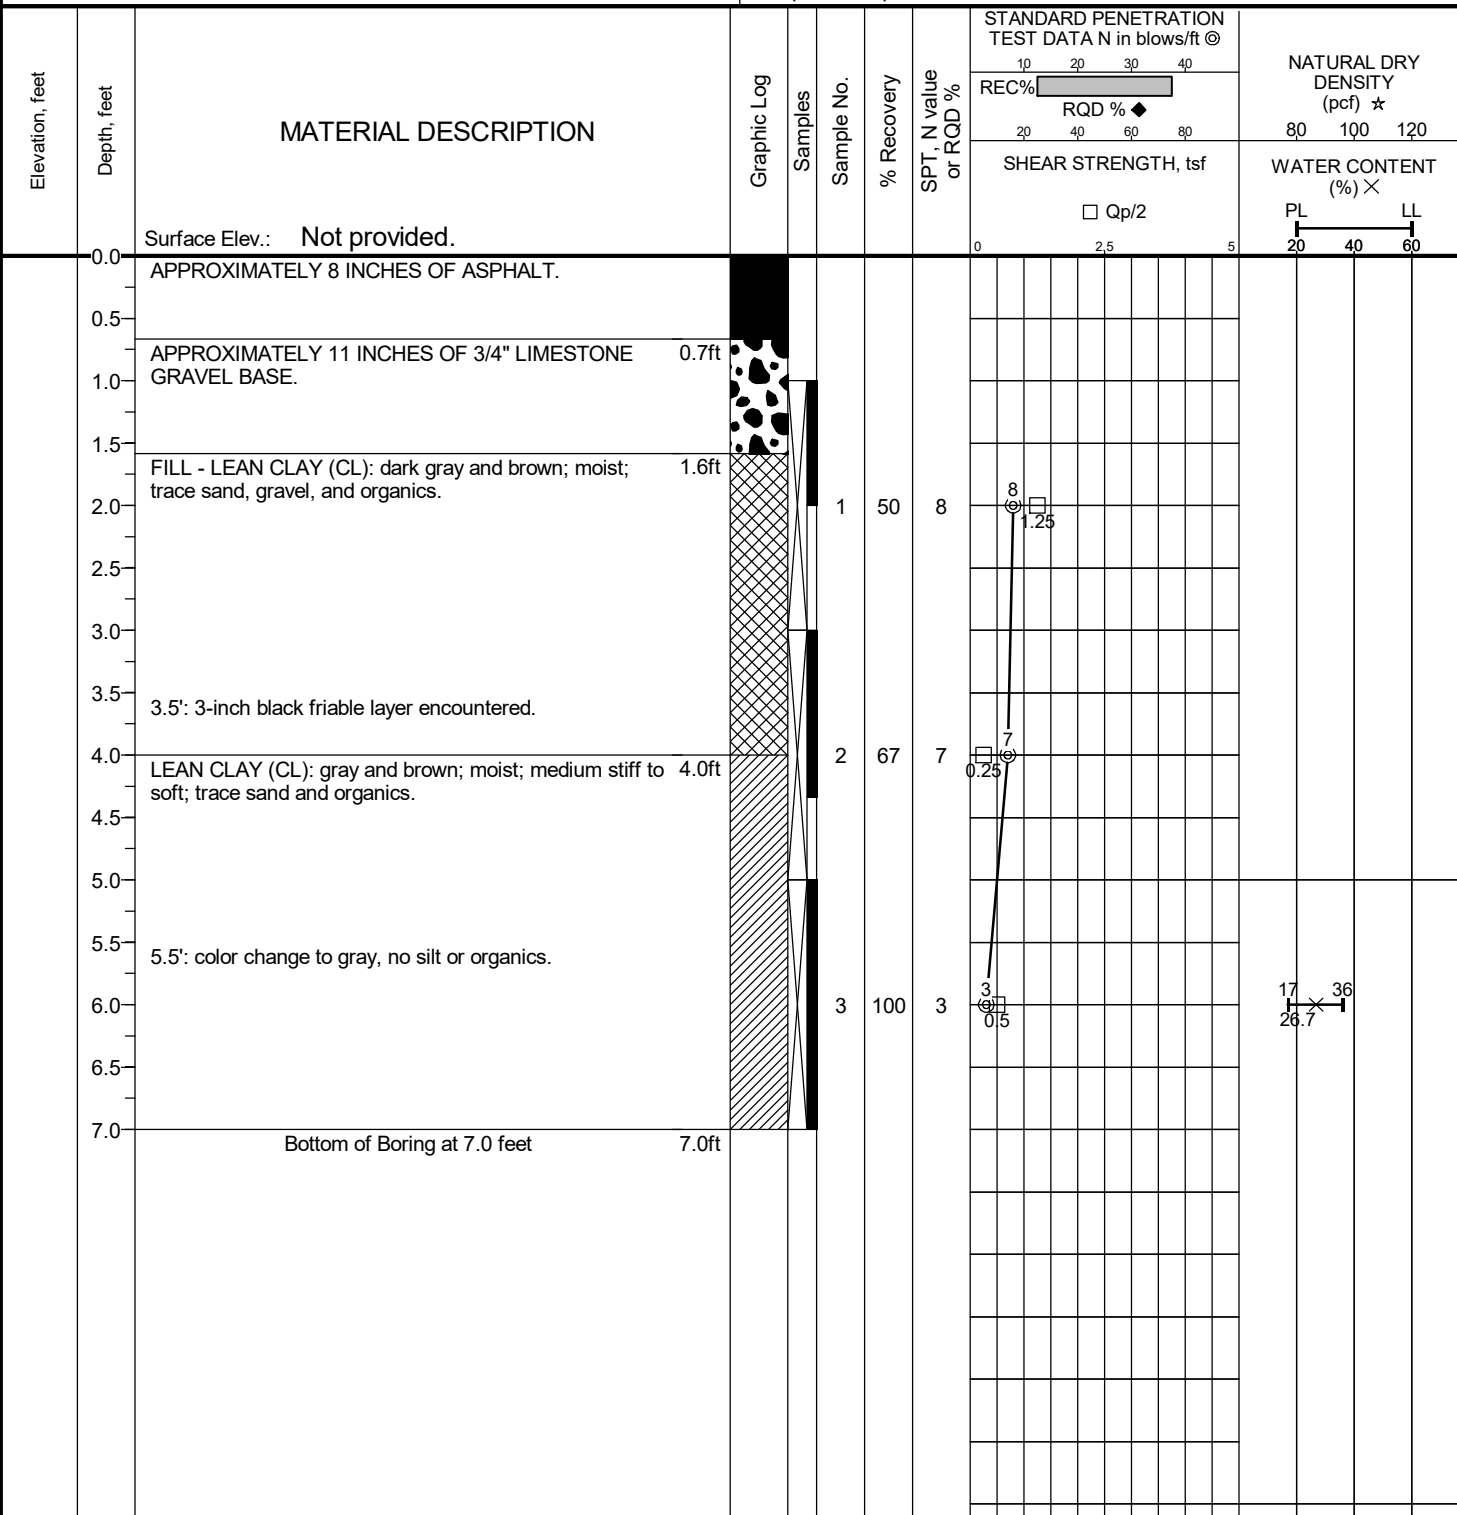 Elevation, feet
Depth, feet
MATERIAL DESCRIPTION
Surface Elev.: Not provided.
Graphic Log
Samples
Sample No.
% Recovery
SPT, N value
or RQD %
STANDARD PENETRATION
TEST DATA N in blows/ft ◎
10 20 30 40
REC%
RQD % ◆
20 40 60 80
SHEAR STRENGTH, tsf
□ Qp/2
0 2.5 5
NATURAL DRY
DENSITY
(pcf) ☆
80 100 120
WATER CONTENT
(%) ×
PL LL
20 40 60
0.0
APPROXIMATELY 8 INCHES OF ASPHALT.
0.5
APPROXIMATELY 11 INCHES OF 3/4" LIMESTONE 0.7ft
GRAVEL BASE.
1.0
1.5
FILL - LEAN CLAY (CL): dark gray and brown; moist; 1.6ft
trace sand, gravel, and organics.
2.0 1 50 8 8
1.25
2.5
3.0
3.5
3.5': 3-inch black friable layer encountered.
4.0 2 67 7 7
0.25
LEAN CLAY (CL): gray and brown; moist; medium stiff to 4.0ft
soft; trace sand and organics.
4.5
5.0
5.5
5.5': color change to gray, no silt or organics.
6.0 3 100 3 3 17 36
0.5 26.7
6.5
7.0
Bottom of Boring at 7.0 feet 7.0ft